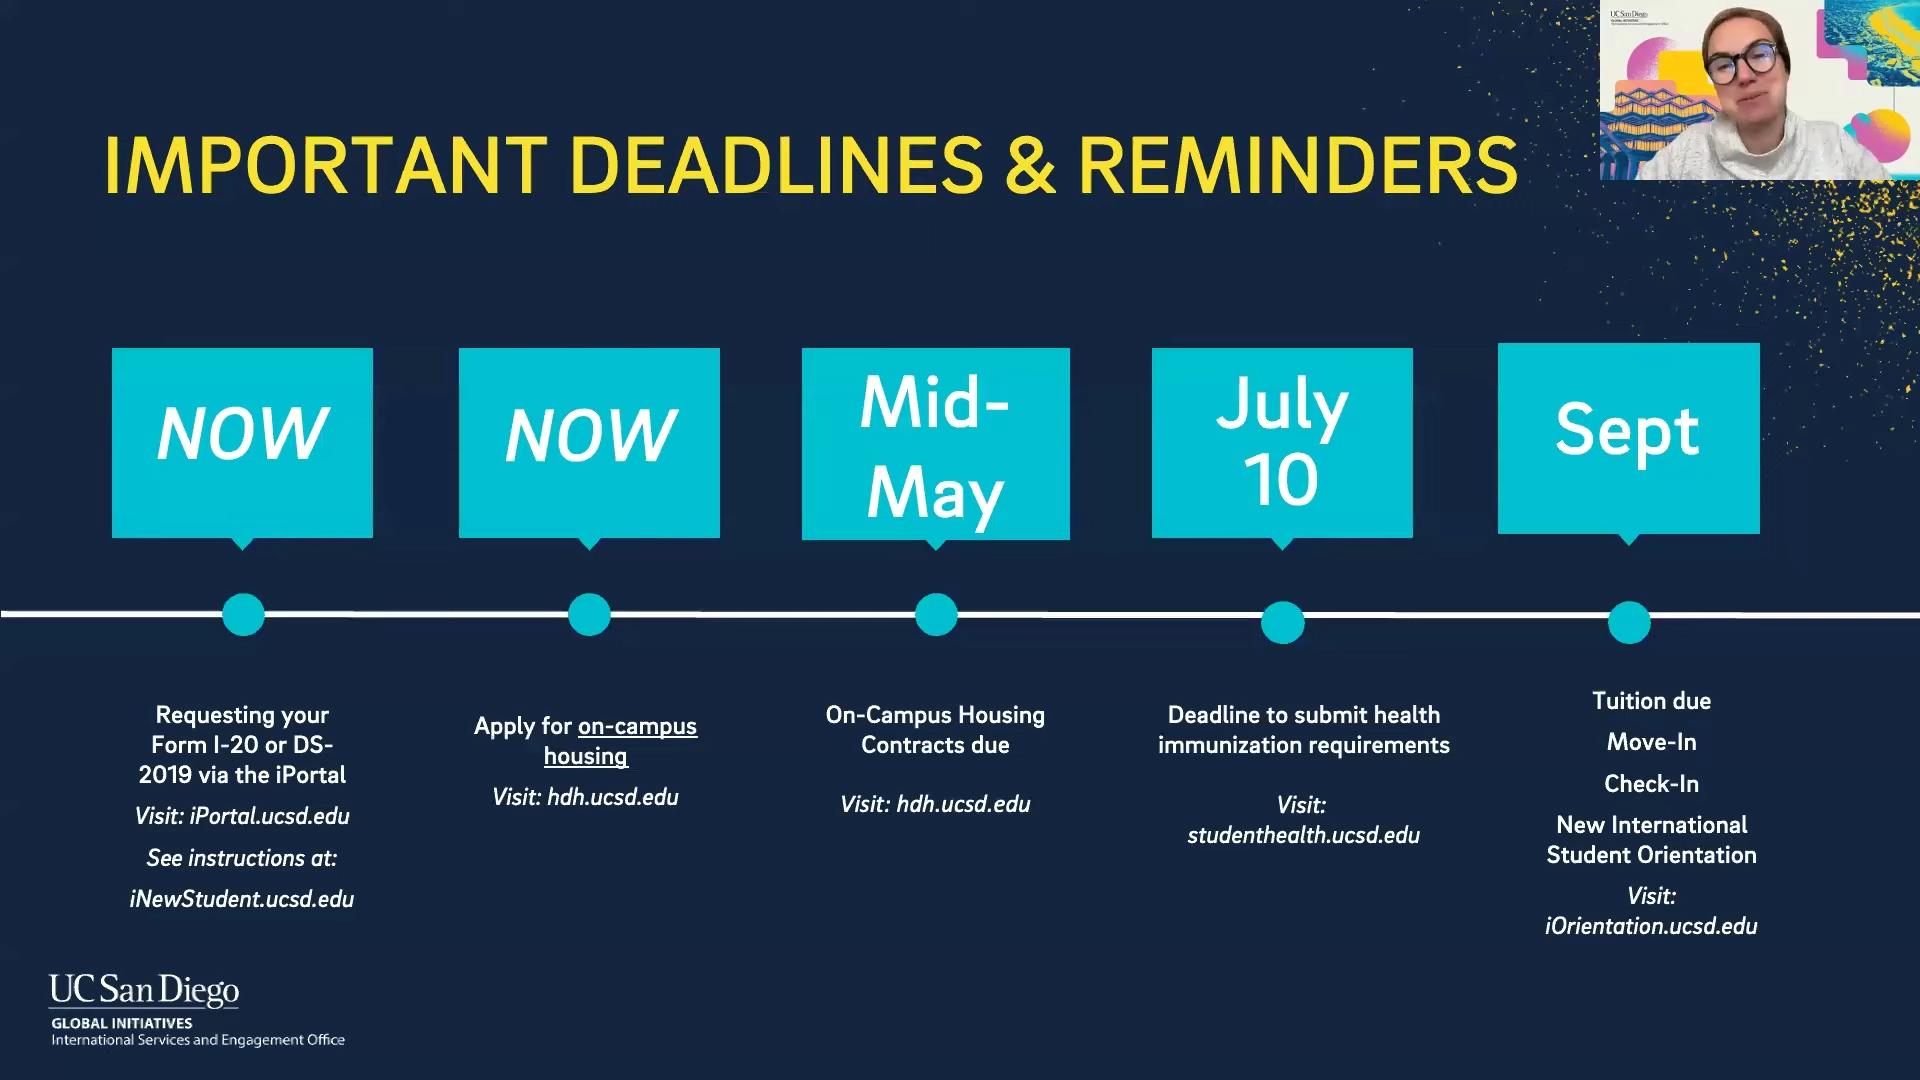 UC San Diego
IMPORTANT DEADLINES & REMINDERS
NOW
NOW
Mid-
May
July
10
Sept
Requesting your
Form I-20 or DS-
2019 via the iPortal
Visit: iPortal.ucsd.edu
See instructions at:
iNewStudent.ucsd.edu
Apply for on-campus
housing
Visit: hdh.ucsd.edu
On-Campus Housing
Contracts due
Visit: hdh.ucsd.edu
Deadline to submit health
immunization requirements
Visit:
studenthealth.ucsd.edu
Tuition due
Move-In
Check-In
New International
Student Orientation
Visit:
iOrientation.ucsd.edu
UC San Diego
GLOBAL INITIATIVES
International Services and Engagement Office